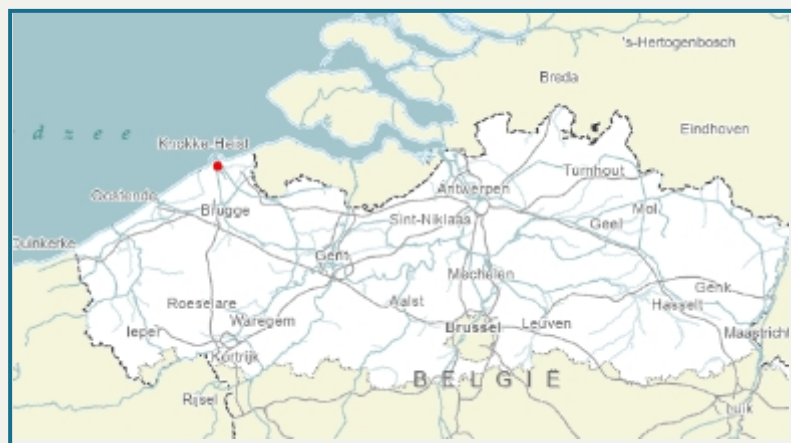 's-Hertogenbosch
Breda
d z e e
Eindhoven
Knokke-Heist
Turnhout
Antwerpen
Oostende
Mol
Brugge
Sint-Niklaas
Geel
Duinkerke
Gent
Mechelen
Genk
Roeselare
Aalst
Hasselt
Waregem
Brussel
Leuven
Ieper
Maastricht
Kortrijk
BELGIË
Rijsel
Luik